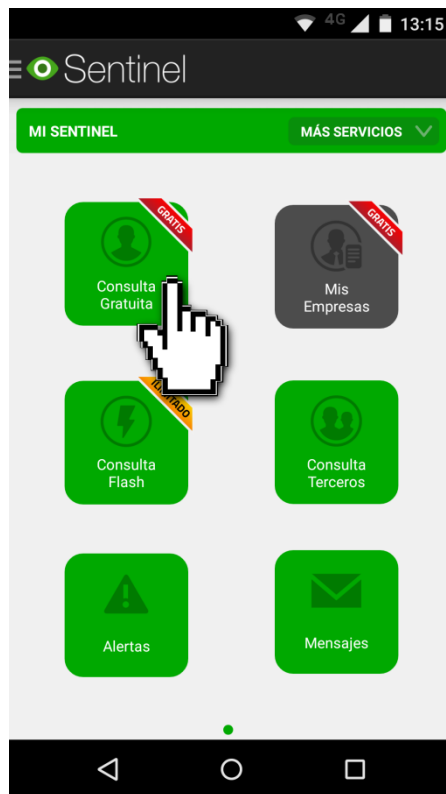 4G 13:15
Sentinel
MI SENTINEL MÁS SERVICIOS
GRATIS
Consulta
Gratuita
GRATIS
Mis
Empresas
ILIMITADO
Consulta
Flash
Consulta
Terceros
Alertas
Mensajes